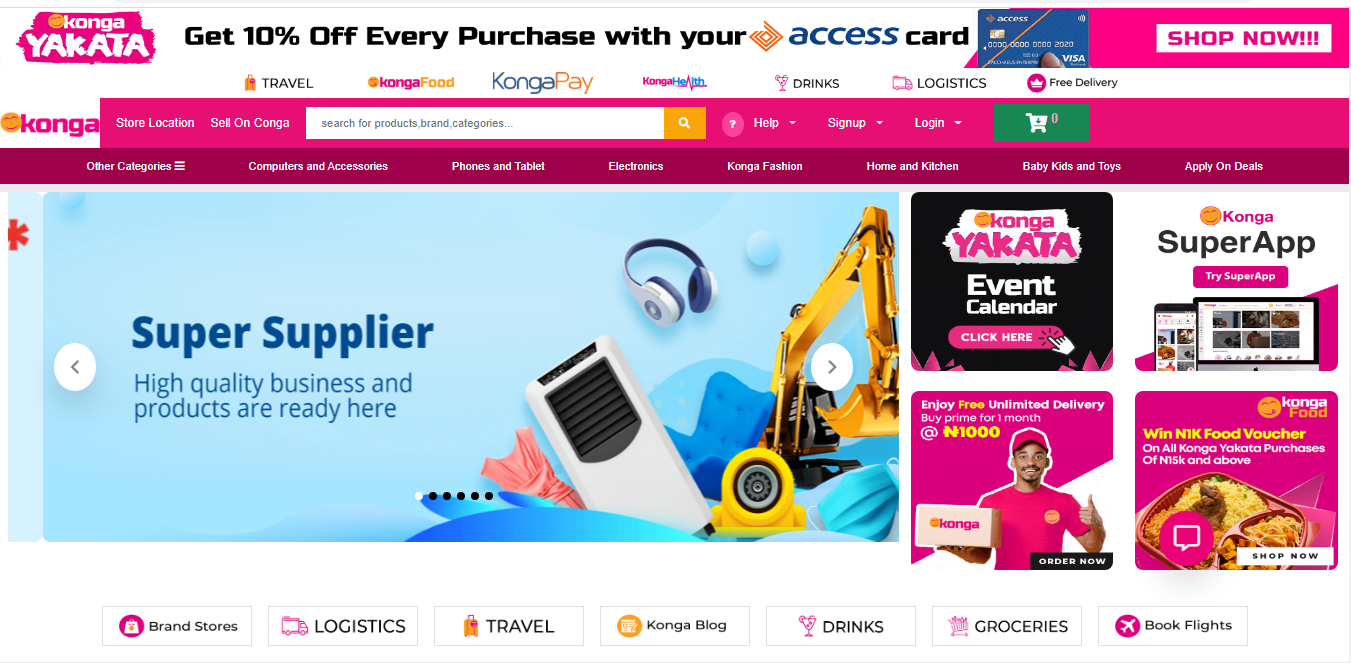 konga
YAKATA
Get 10% Off Every Purchase with your access card
access
0000 0000 0000 2020
VISA
SHOP NOW!!!
TRAVEL
kongaFood
KongaPay
KongaHealth
DRINKS
LOGISTICS
Free Delivery
konga
Store Location
Sell On Conga
search for products,brand,categories...
?
Help
Signup
Login
0
Other Categories
Computers and Accessories
Phones and Tablet
Electronics
Konga Fashion
Home and Kitchen
Baby Kids and Toys
Apply On Deals
Super Supplier
High quality business and
products are ready here
konga
YAKATA
Event
Calendar
CLICK HERE
Konga
SuperApp
Try SuperApp
Enjoy Free Unlimited Delivery
Buy prime for 1 month
@ ₦1000
konga
ORDER NOW
konga
Food
Win N1K Food Voucher
On All Konga Yakata Purchases
Of N15k and above
SHOP NOW
Brand Stores
LOGISTICS
TRAVEL
Konga Blog
DRINKS
GROCERIES
Book Flights